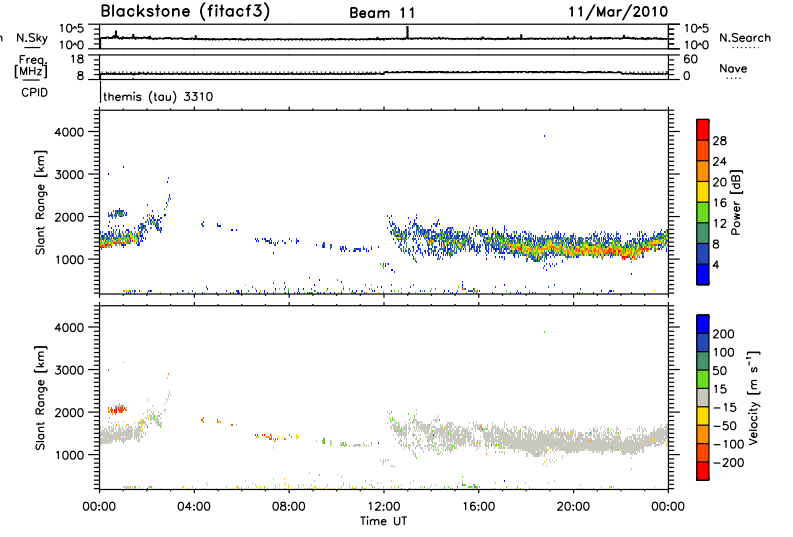 Blackstone (fitacf3) Beam 11 11/Mar/2010
h N.Sky 10^5 10^5 N.Search
10^0 10^0
Freq. 18 60 Nave
[MHz] 8 0
CPID themis (tau) 3310
Slant Range [km]
4000
3000
2000
1000
28
24
20
16
12
8
4
Power [dB]
Slant Range [km]
4000
3000
2000
1000
200
100
50
15
-15
-50
-100
-200
Velocity [m s⁻¹]
00:00 04:00 08:00 12:00 16:00 20:00 00:00
Time UT